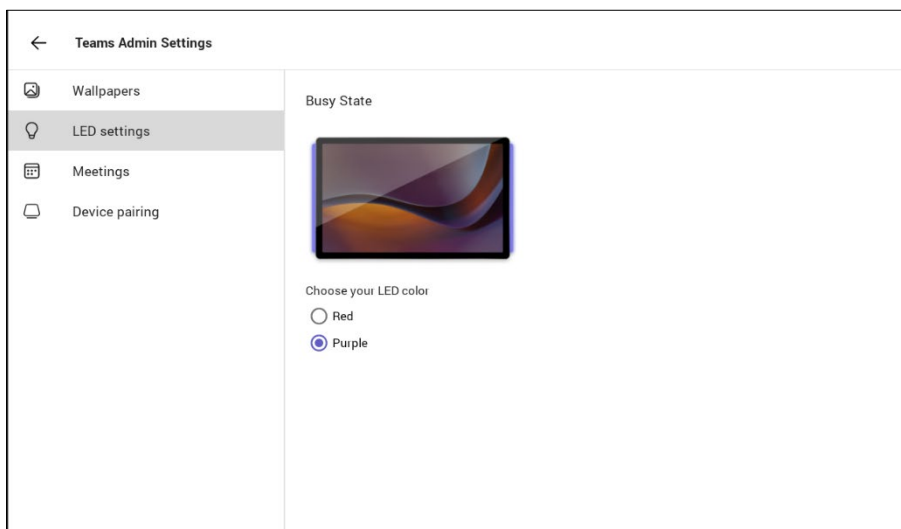 Teams Admin Settings
Wallpapers
LED settings
Meetings
Device pairing
Busy State
Choose your LED color
Red
Purple